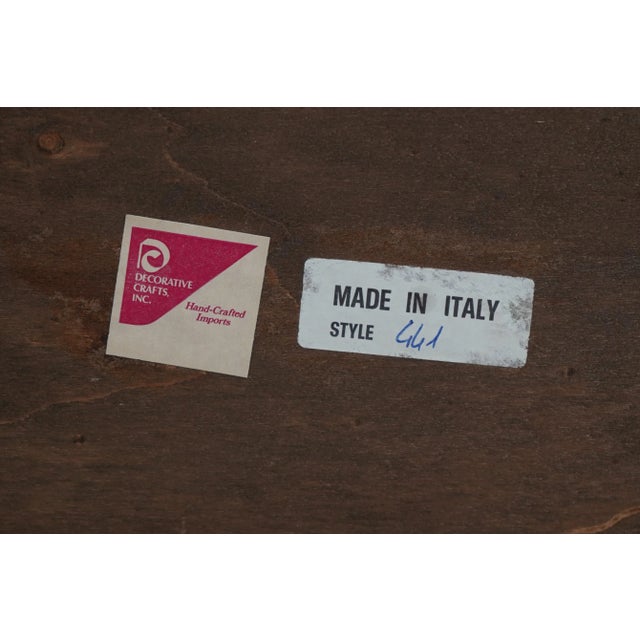 DECORATIVE
CRAFTS,
INC.
Hand-Crafted
Imports
MADE IN ITALY
STYLE 441